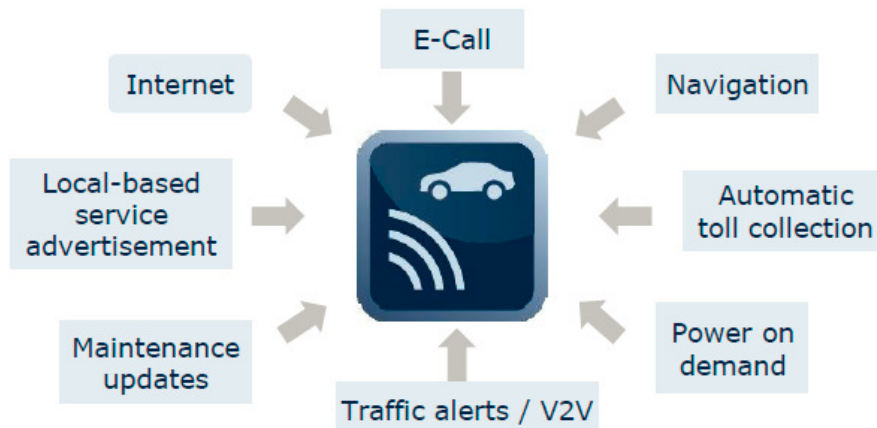 E-Call
Internet
Navigation
Local-based
service
advertisement
Automatic
toll collection
Maintenance
updates
Power on
demand
Traffic alerts / V2V